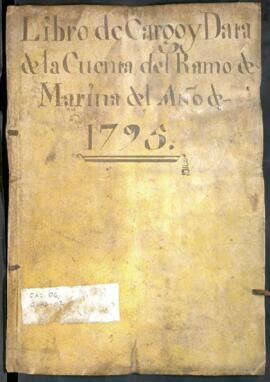 Libro de Cargo y Data
de la Cuenta del Ramo de
Marina del Año de
1795.